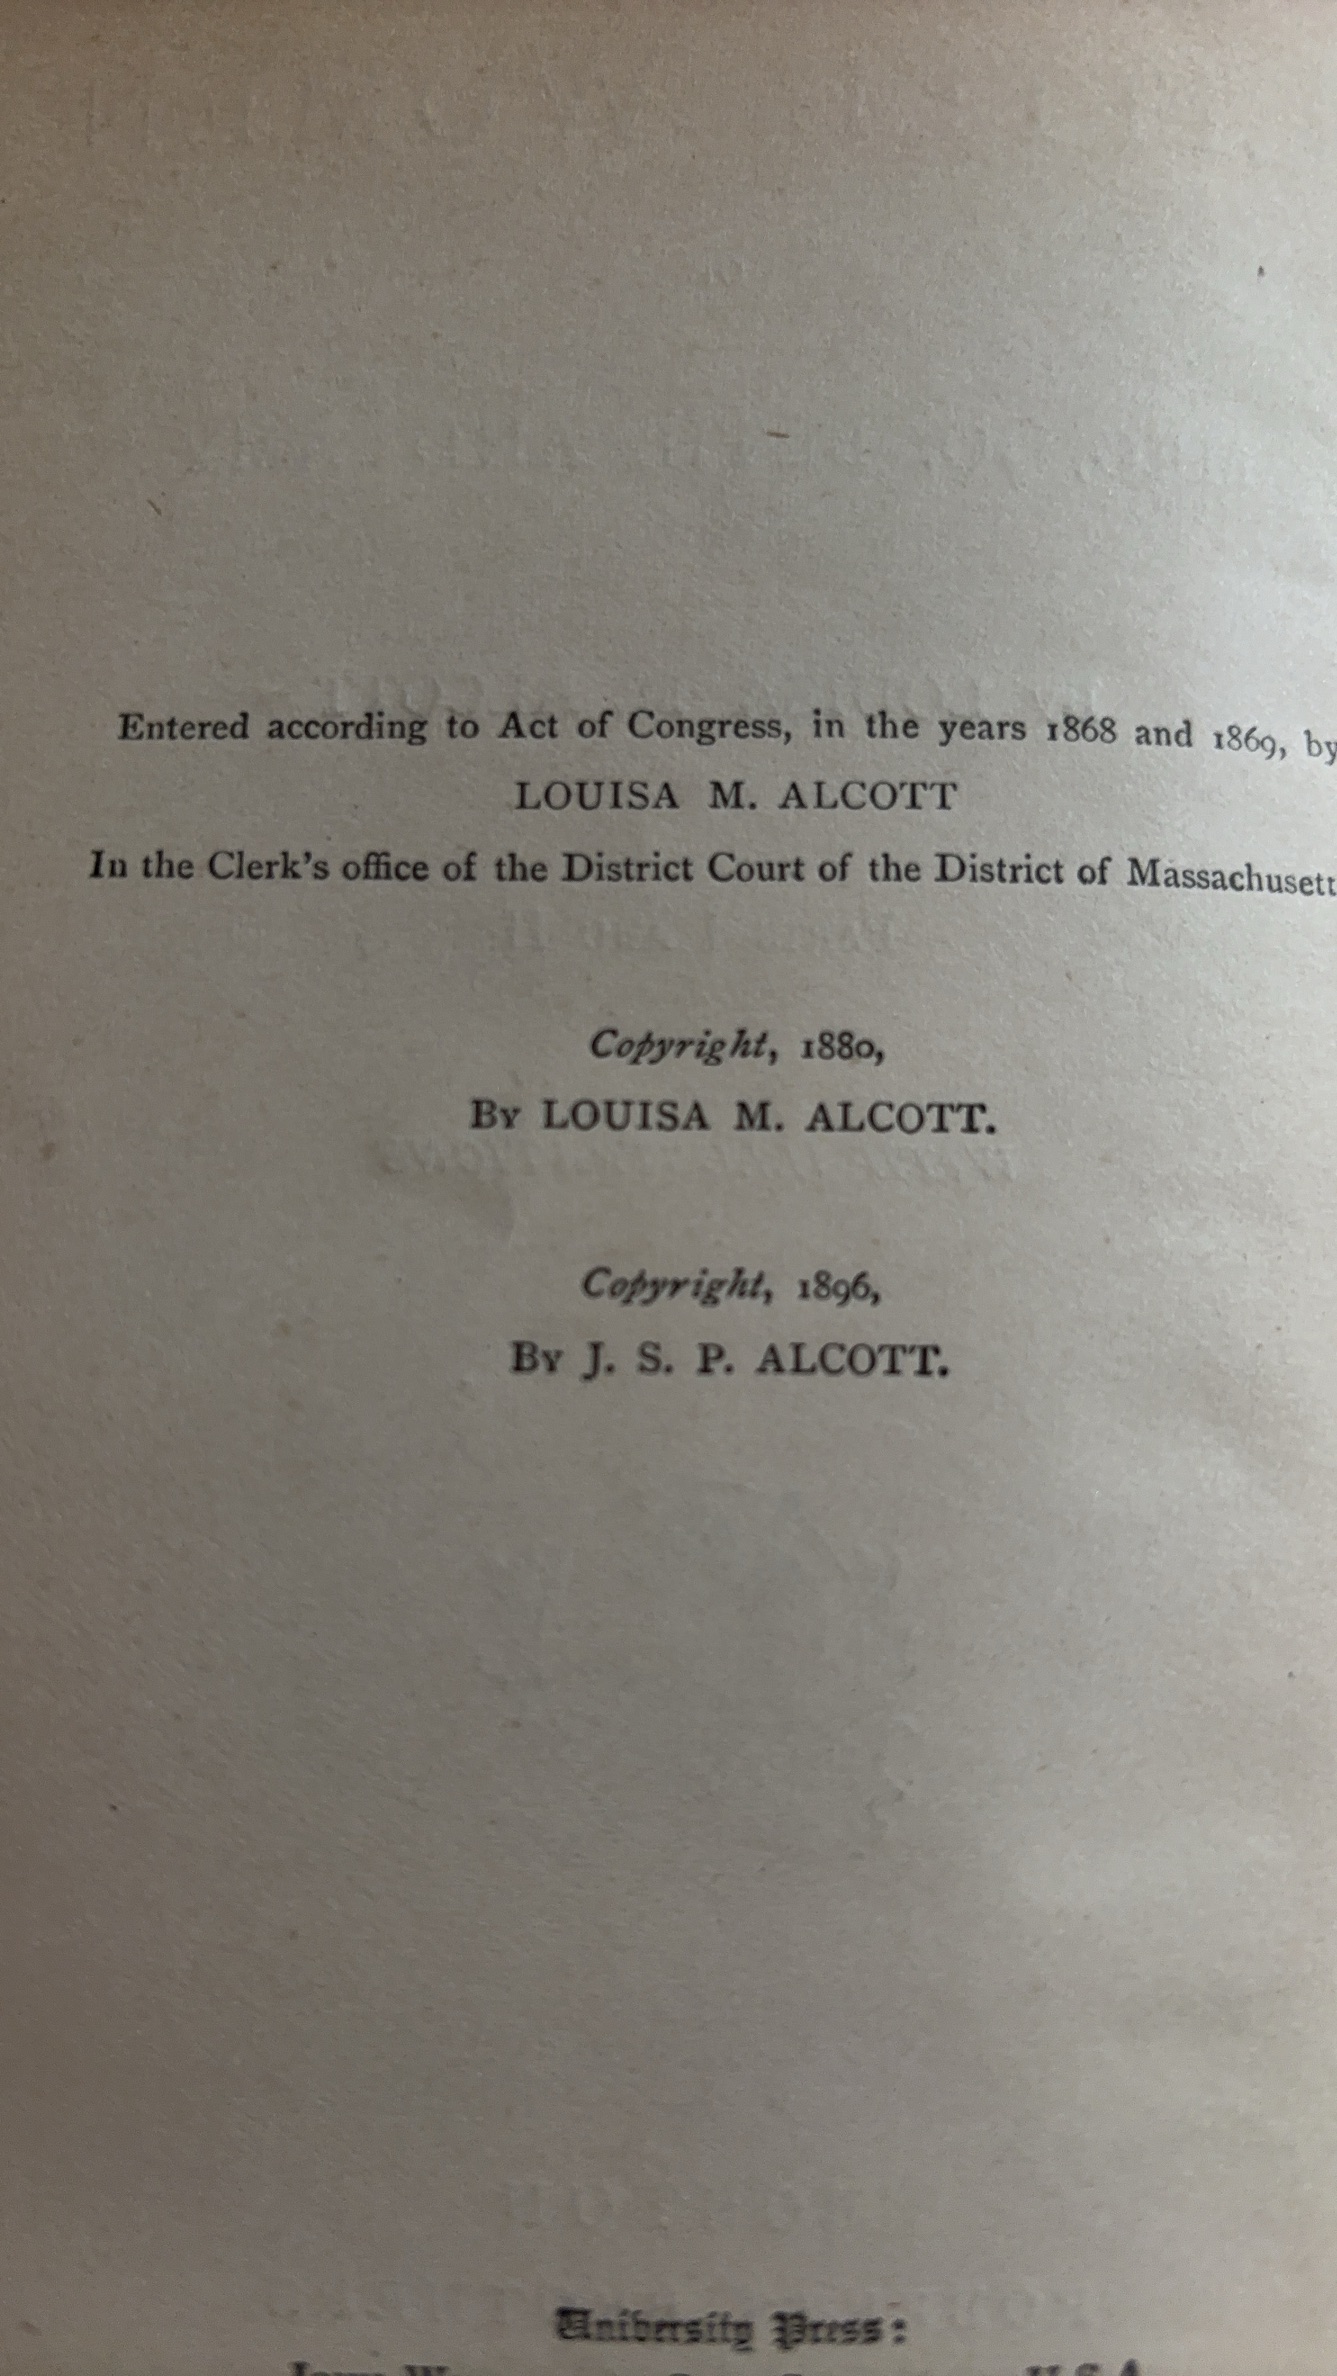 Entered according to Act of Congress, in the years 1868 and 1869, by
LOUISA M. ALCOTT
In the Clerk's office of the District Court of the District of Massachusett
Copyright, 1880,
By LOUISA M. ALCOTT.
Copyright, 1896,
By J. S. P. ALCOTT.
University Press:
U.S.A.